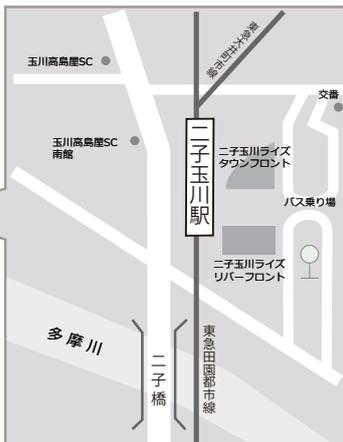 玉川高島屋SC
東急大井町市線
交番
玉川高島屋SC
南館
二子玉川駅
二子玉川ライズ
タウンフロント
バス乗り場
二子玉川ライズ
リバーフロント
多摩川
二子橋
東急田園都市線